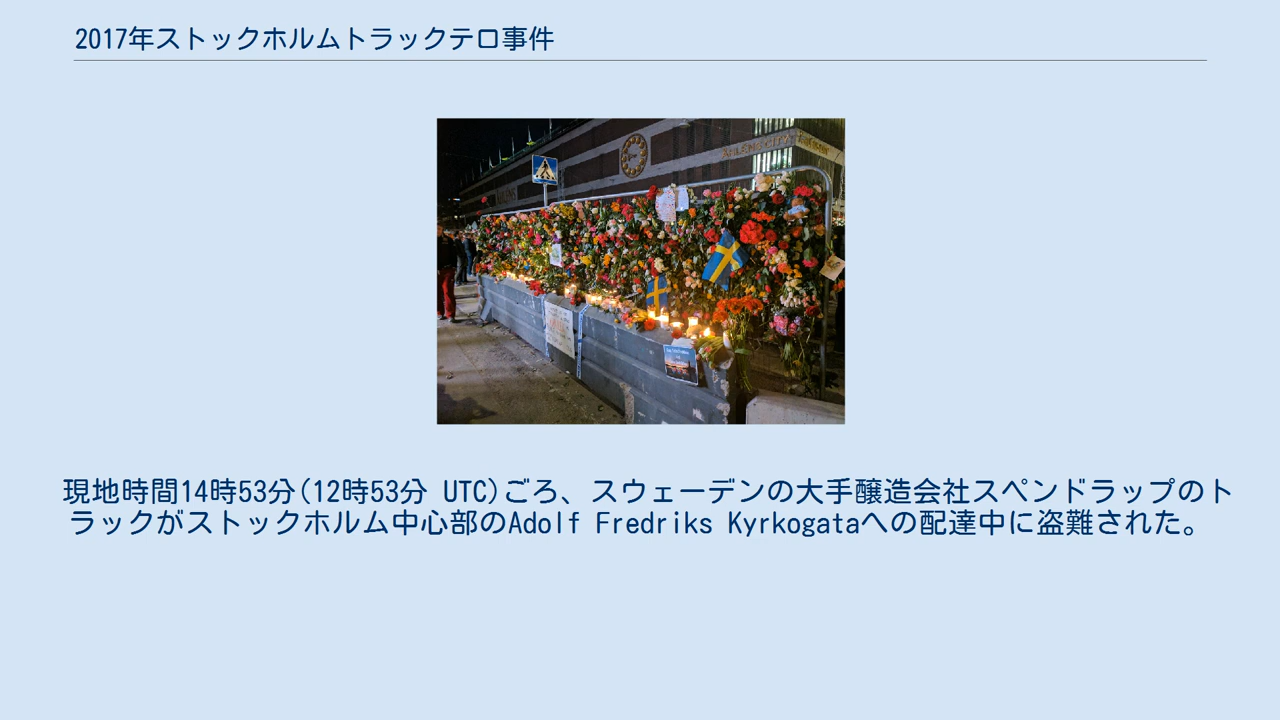 2017年ストックホルムトラックテロ事件
現地時間14時53分(12時53分 UTC)ごろ、スウェーデンの大手醸造会社スペンドラップのト
ラックがストックホルム中心部のAdolf Fredriks Kyrkogataへの配達中に盗難された。